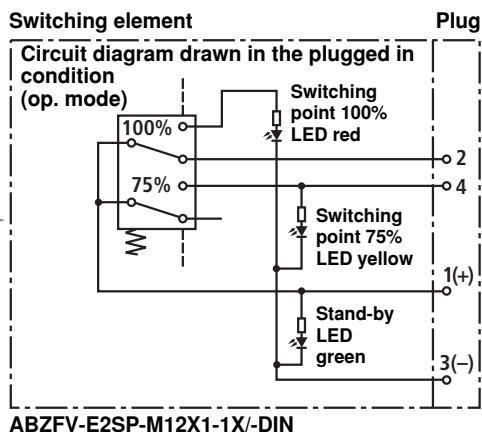 Switching element
Plug
Circuit diagram drawn in the plugged in
condition
(op. mode)
Switching
point 100%
LED red
100%
2
75%
4
Switching
point 75%
LED yellow
1(+)
Stand-by
LED
green
3(–)
ABZFV-E2SP-M12X1-1X/-DIN